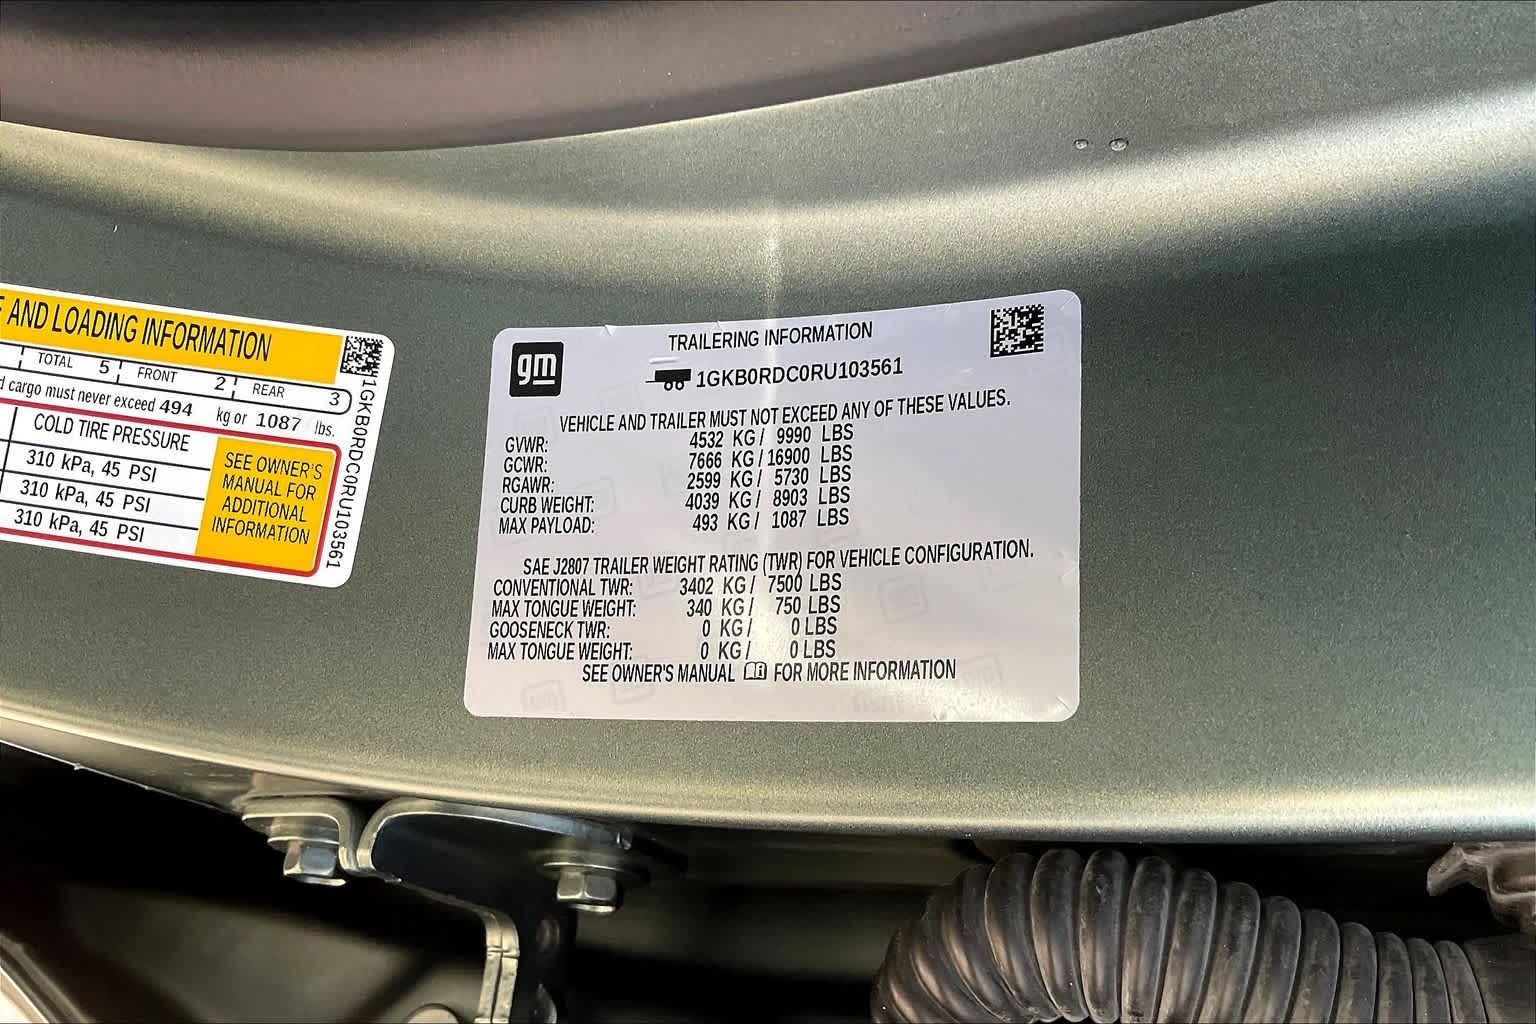 AND LOADING INFORMATION
TOTAL 5 FRONT 2 REAR 3
cargo must never exceed 494 kg or 1087 lbs.
COLD TIRE PRESSURE
310 kPa, 45 PSI
310 kPa, 45 PSI
310 kPa, 45 PSI
SEE OWNER'S
MANUAL FOR
ADDITIONAL
INFORMATION
1GKB0RDC0RU103561
gm
TRAILERING INFORMATION
1GKB0RDC0RU103561
VEHICLE AND TRAILER MUST NOT EXCEED ANY OF THESE VALUES.
GVWR: 4532 KG/ 9990 LBS
GCWR: 7666 KG/16900 LBS
RGAWR: 2599 KG/ 5730 LBS
CURB WEIGHT: 4039 KG/ 8903 LBS
MAX PAYLOAD: 493 KG/ 1087 LBS
SAE J2807 TRAILER WEIGHT RATING (TWR) FOR VEHICLE CONFIGURATION.
CONVENTIONAL TWR: 3402 KG/ 7500 LBS
MAX TONGUE WEIGHT: 340 KG/ 750 LBS
GOOSENECK TWR: 0 KG/ 0 LBS
MAX TONGUE WEIGHT: 0 KG/ 0 LBS
SEE OWNER'S MANUAL FOR MORE INFORMATION